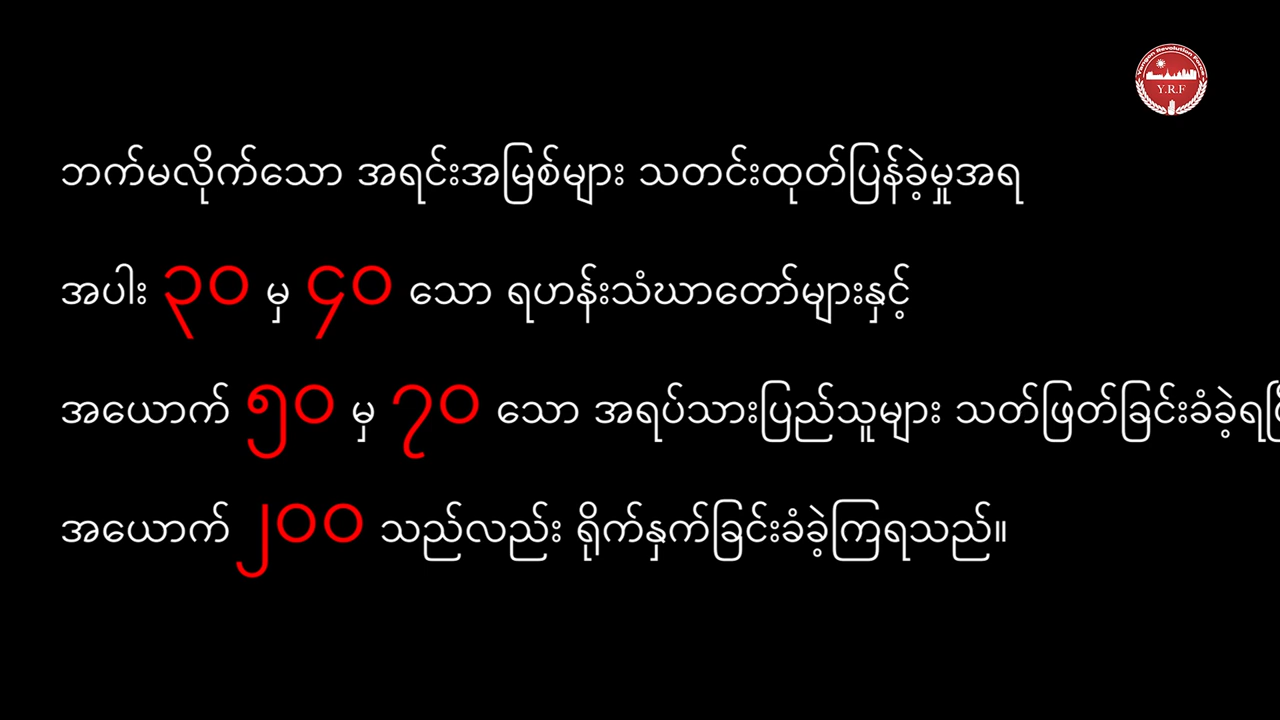 Yangon Revolution Force
Y.R.F
ဘက်မလိုက်သော အရင်းအမြစ်များ သတင်းထုတ်ပြန်ခဲ့မှုအရ
အပါး ၃၀ မှ ၄၀ သော ရဟန်းသံဃာတော်များနှင့်
အယောက် ၅၀ မှ ၇၀ သော အရပ်သားပြည်သူများ သတ်ဖြတ်ခြင်းခံခဲ့ရ
အယောက်၂၀၀ သည်လည်း ရိုက်နှက်ခြင်းခံခဲ့ကြရသည်။